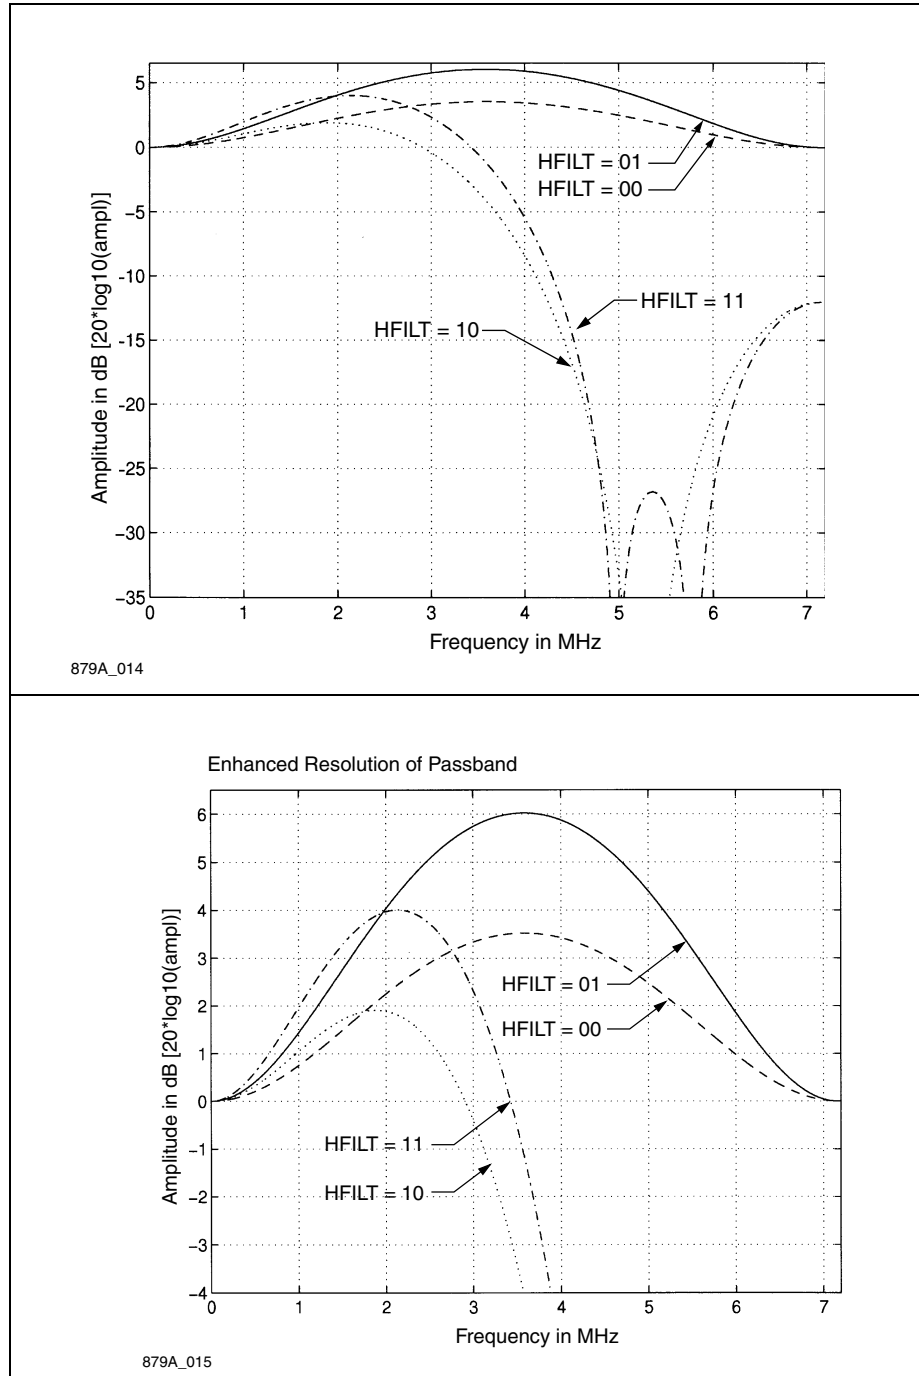 5
0
−5
−10
−15
−20
−25
−30
−35
Amplitude in dB [20*log10(ampl)]
HFILT = 01
HFILT = 00
HFILT = 11
HFILT = 10
0 1 2 3 4 5 6 7
Frequency in MHz
879A_014
Enhanced Resolution of Passband
6
5
4
3
2
1
0
−1
−2
−3
−4
Amplitude in dB [20*log10(ampl)]
HFILT = 01
HFILT = 00
HFILT = 11
HFILT = 10
0 1 2 3 4 5 6 7
Frequency in MHz
879A_015